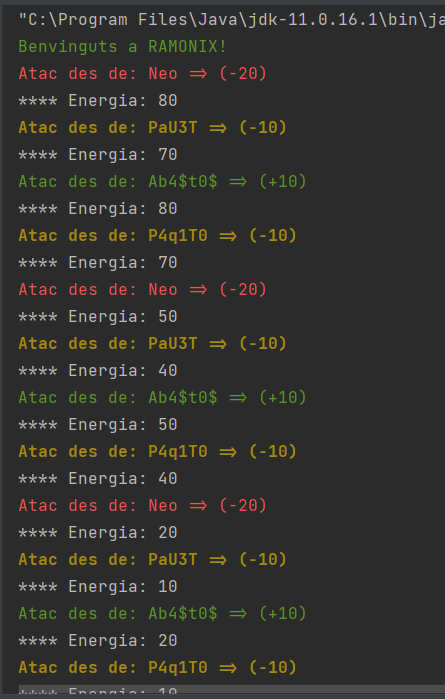 "C:\Program Files\Java\jdk-11.0.16.1\bin\ja
Benvinguts a RAMONIX!
Atac des de: Neo => (-20)
**** Energia: 80
Atac des de: PaU3T => (-10)
**** Energia: 70
Atac des de: Ab4$t0$ => (+10)
**** Energia: 80
Atac des de: P4q1T0 => (-10)
**** Energia: 70
Atac des de: Neo => (-20)
**** Energia: 50
Atac des de: PaU3T => (-10)
**** Energia: 40
Atac des de: Ab4$t0$ => (+10)
**** Energia: 50
Atac des de: P4q1T0 => (-10)
**** Energia: 40
Atac des de: Neo => (-20)
**** Energia: 20
Atac des de: PaU3T => (-10)
**** Energia: 10
Atac des de: Ab4$t0$ => (+10)
**** Energia: 20
Atac des de: P4q1T0 => (-10)
**** Energia: 10